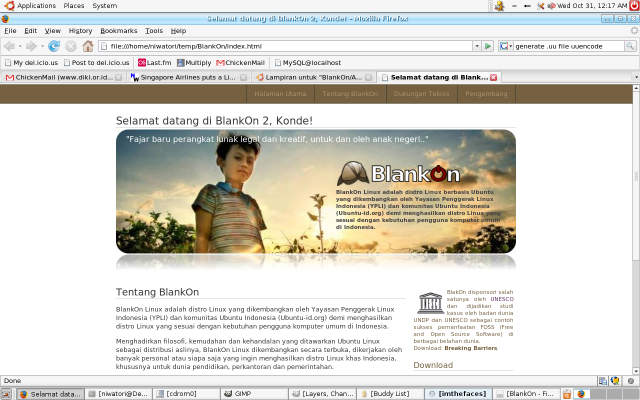 Applications Places System
Wed Oct 31, 12:17 AM
Selamat datang di BlankOn 2, Konde! - Mozilla Firefox
File Edit View History Bookmarks Tools Help
file:///home/niwatori/temp/BlankOn/index.html
generate .uu file uuencode
My del.icio.us Post to del.icio.us Last.fm Multiply ChickenMail MySQL@localhost
ChickenMail (www.diki.or.id... Singapore Airlines puts a Li... Lampiran untuk "BlankOn/A... Selamat datang di Blank...
Halaman Utama Tentang BlankOn Dukungan Teknis Pengembang
Selamat datang di BlankOn 2, Konde!
"Fajar baru perangkat lunak legal dan kreatif, untuk dan oleh anak negeri.."
BlankOn
BlankOn Linux adalah distro Linux berbasis Ubuntu
yang dikembangkan oleh Yayasan Penggerak Linux
Indonesia (YPLI) dan komunitas Ubuntu Indonesia
(Ubuntu-id.org) demi menghasilkan distro Linux yang
sesuai dengan kebutuhan pengguna komputer umum
di Indonesia.
Tentang BlankOn
BlankOn Linux adalah distro Linux yang dikembangkan oleh Yayasan Penggerak Linux
Indonesia (YPLI) dan komunitas Ubuntu Indonesia (Ubuntu-id.org) demi menghasilkan
distro Linux yang sesuai dengan kebutuhan pengguna komputer umum di Indonesia.
Menghadirkan filosofi, kemudahan dan kehandalan yang ditawarkan Ubuntu Linux
sebagai distribusi aslinya, BlankOn Linux dikembangkan secara terbuka, dikerjakan oleh
banyak personal atau siapa saja yang ingin menghasilkan distro Linux khas Indonesia,
khususnya untuk dunia pendidikan, perkantoran dan pemerintahan.
BlakOn disponsori salah
satunya oleh UNESCO
dan dijadikan studi
kasus oleh badan dunia
UNDP dan UNESCO sebagai contoh
sukses pemanfaatan FOSS (Free
and Open Source Software) di
berbagai belahan dunia.
Download: Breaking Barriers.
Download
Done
Selamat data... [niwatori@De... [cdrom0] GIMP [Layers, Chan... [Buddy List] [imthefaces] [BlankOn - Fi...